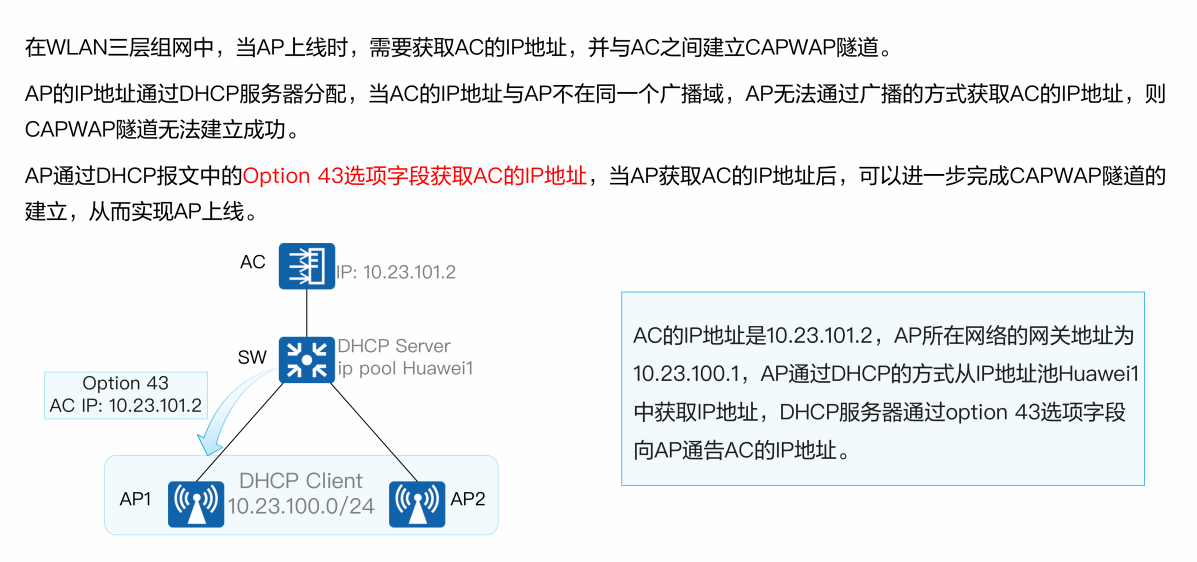 在WLAN三层组网中，当AP上线时，需要获取AC的IP地址，并与AC之间建立CAPWAP隧道。
AP的IP地址通过DHCP服务器分配，当AC的IP地址与AP不在同一个广播域，AP无法通过广播的方式获取AC的IP地址，则
CAPWAP隧道无法建立成功。
AP通过DHCP报文中的Option 43选项字段获取AC的IP地址，当AP获取AC的IP地址后，可以进一步完成CAPWAP隧道的
建立，从而实现AP上线。
AC
IP: 10.23.101.2
SW
DHCP Server
ip pool Huawei1
Option 43
AC IP: 10.23.101.2
AP1
DHCP Client
10.23.100.0/24
AP2
AC的IP地址是10.23.101.2，AP所在网络的网关地址为
10.23.100.1，AP通过DHCP的方式从IP地址池Huawei1
中获取IP地址，DHCP服务器通过option 43选项字段
向AP通告AC的IP地址。